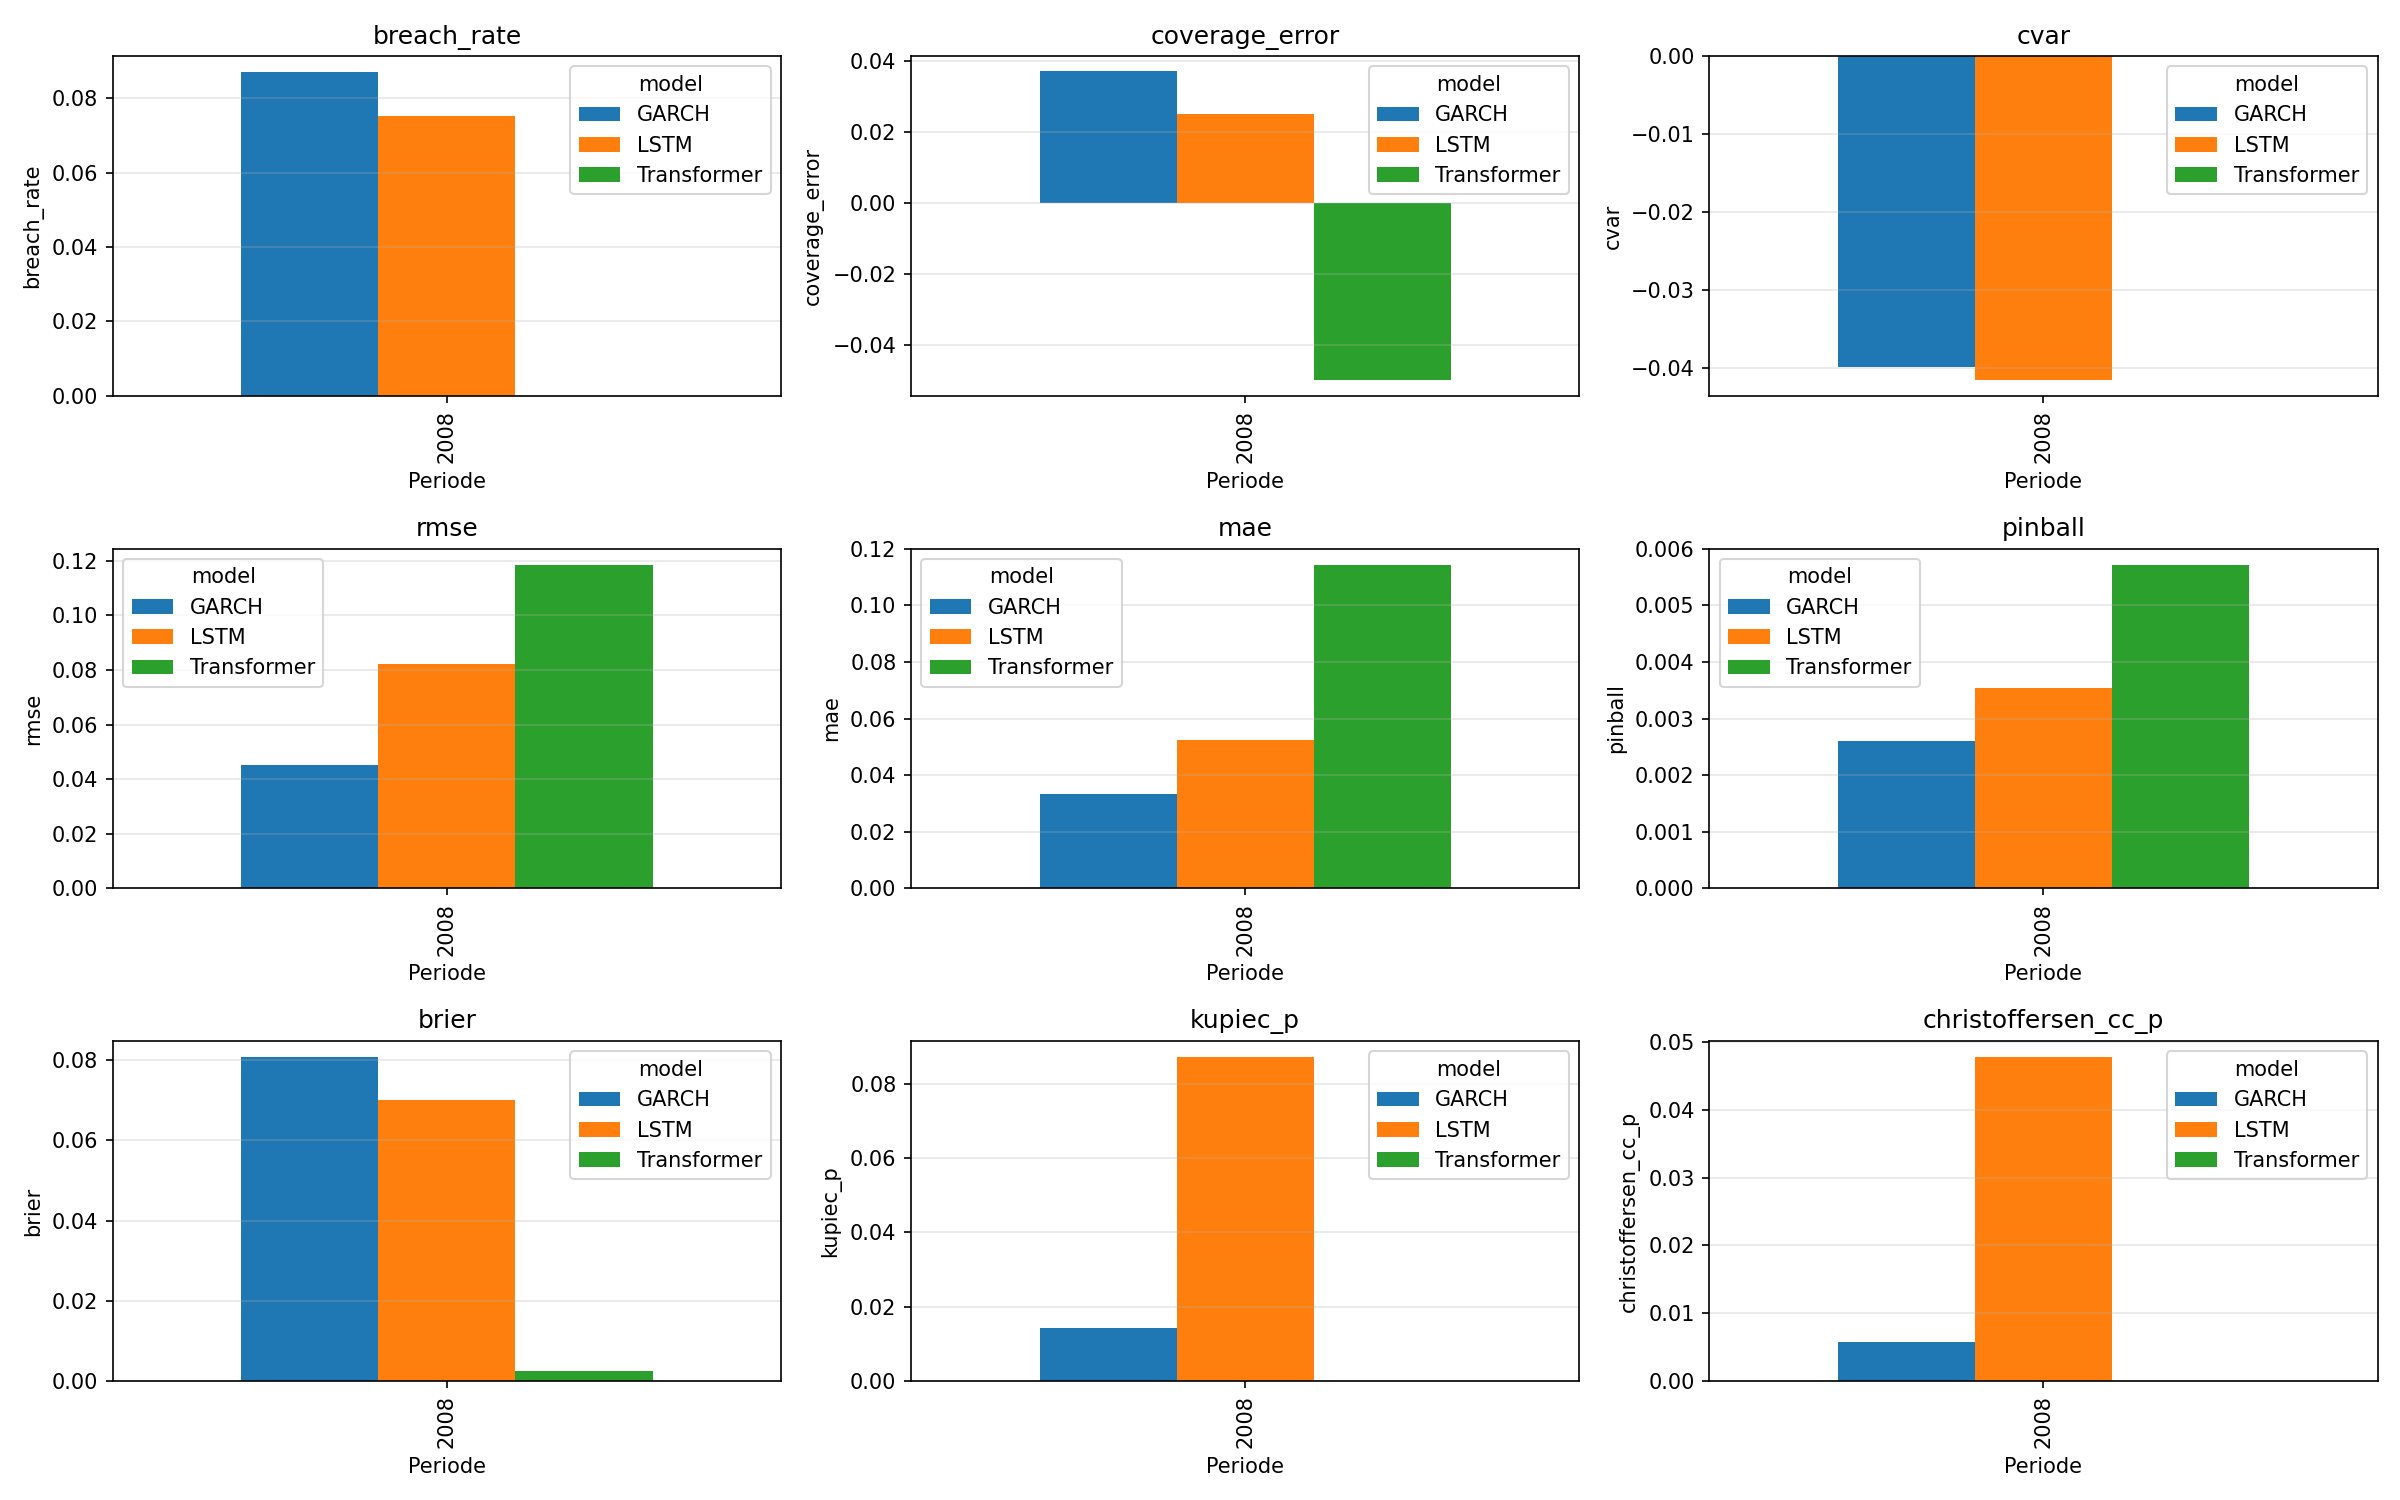 breach_rate
breach_rate
0.08
0.06
0.04
0.02
0.00
model
GARCH
LSTM
Transformer
2008
Periode
coverage_error
coverage_error
0.04
0.02
0.00
−0.02
−0.04
model
GARCH
LSTM
Transformer
2008
Periode
cvar
cvar
0.00
−0.01
−0.02
−0.03
−0.04
model
GARCH
LSTM
Transformer
2008
Periode
rmse
rmse
0.12
0.10
0.08
0.06
0.04
0.02
0.00
model
GARCH
LSTM
Transformer
2008
Periode
mae
mae
0.12
0.10
0.08
0.06
0.04
0.02
0.00
model
GARCH
LSTM
Transformer
2008
Periode
pinball
pinball
0.006
0.005
0.004
0.003
0.002
0.001
0.000
model
GARCH
LSTM
Transformer
2008
Periode
brier
brier
0.08
0.06
0.04
0.02
0.00
model
GARCH
LSTM
Transformer
2008
Periode
kupiec_p
kupiec_p
0.08
0.06
0.04
0.02
0.00
model
GARCH
LSTM
Transformer
2008
Periode
christoffersen_cc_p
christoffersen_cc_p
0.05
0.04
0.03
0.02
0.01
0.00
model
GARCH
LSTM
Transformer
2008
Periode